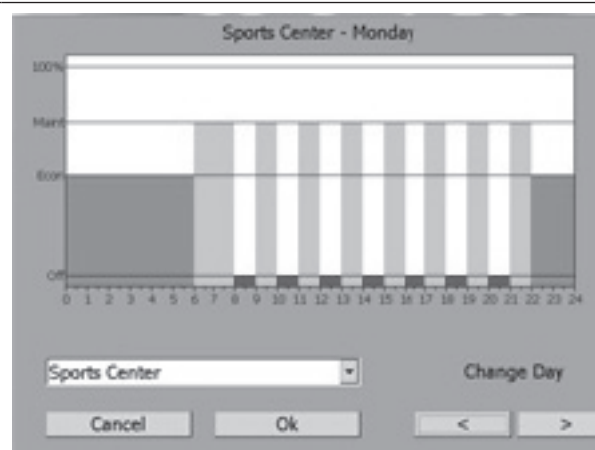 Sports Center - Monday
100%
Maint
Econ
Off
0 1 2 3 4 5 6 7 8 9 10 11 12 13 14 15 16 17 18 19 20 21 22 23 24
Sports Center
Change Day
Cancel Ok < >